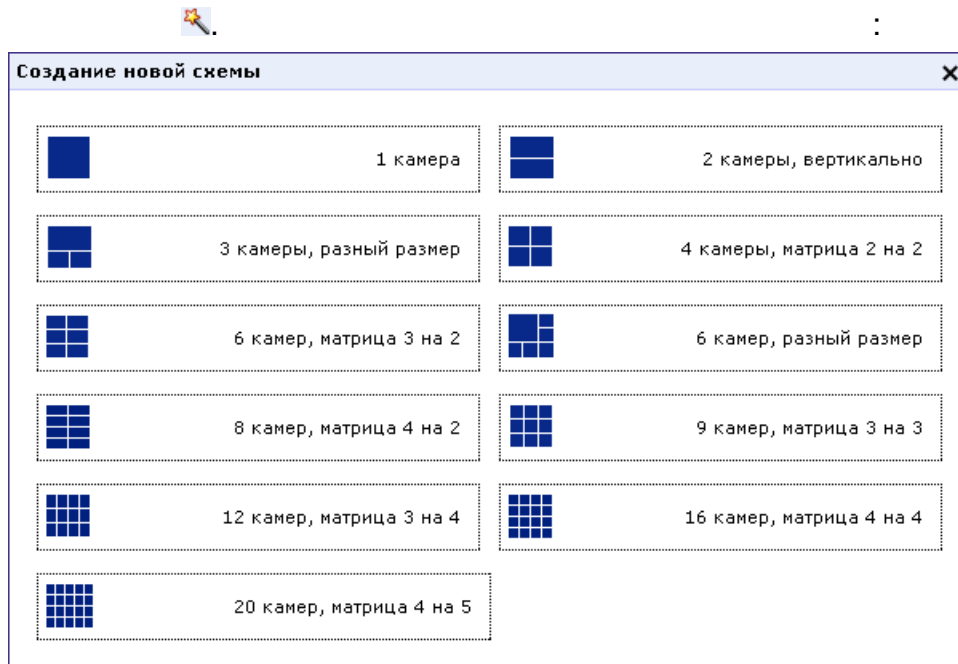 . :
Создание новой схемы
1 камера
2 камеры, вертикально
3 камеры, разный размер
4 камеры, матрица 2 на 2
6 камер, матрица 3 на 2
6 камер, разный размер
8 камер, матрица 4 на 2
9 камер, матрица 3 на 3
12 камер, матрица 3 на 4
16 камер, матрица 4 на 4
20 камер, матрица 4 на 5